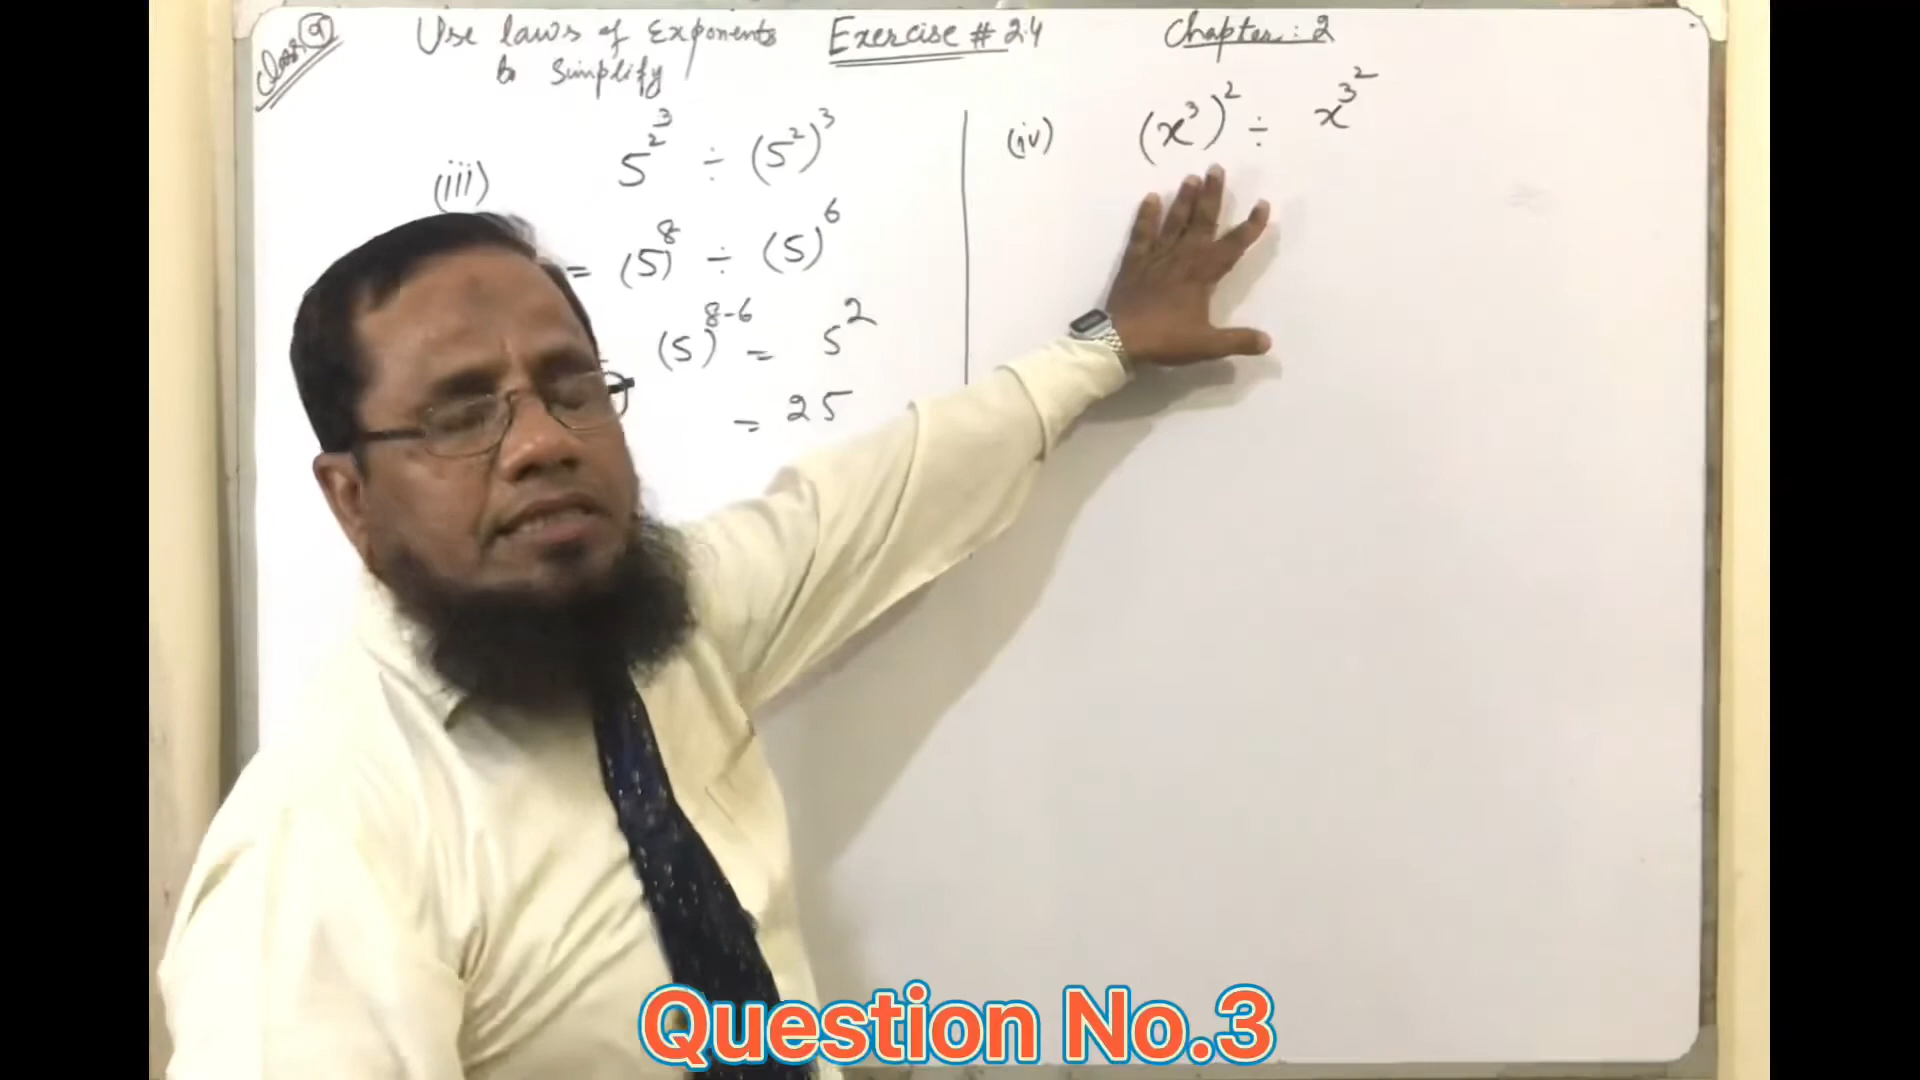 Class: 9
Use laws of Exponents
to Simplify
Exercise # 2.4
Chapter: 2
(iii) 5^2^3 ÷ (5^2)^3
= (5)^8 ÷ (5)^6
(5)^8-6 = 5^2
= 25
(iv) (x^3)^2 ÷ x^3^2
Question No.3